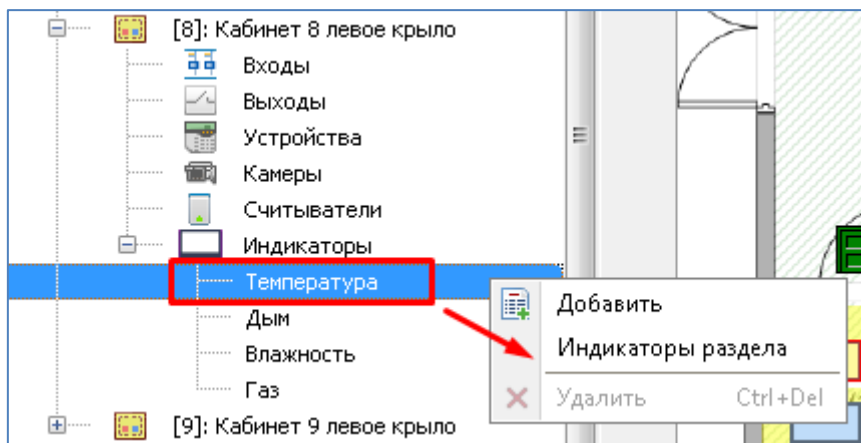 [8]: Кабинет 8 левое крыло
Входы
Выходы
Устройства
Камеры
Считыватели
Индикаторы
Температура
Дым
Влажность
Газ
[9]: Кабинет 9 левое крыло
Добавить
Индикаторы раздела
Удалить Ctrl+Del